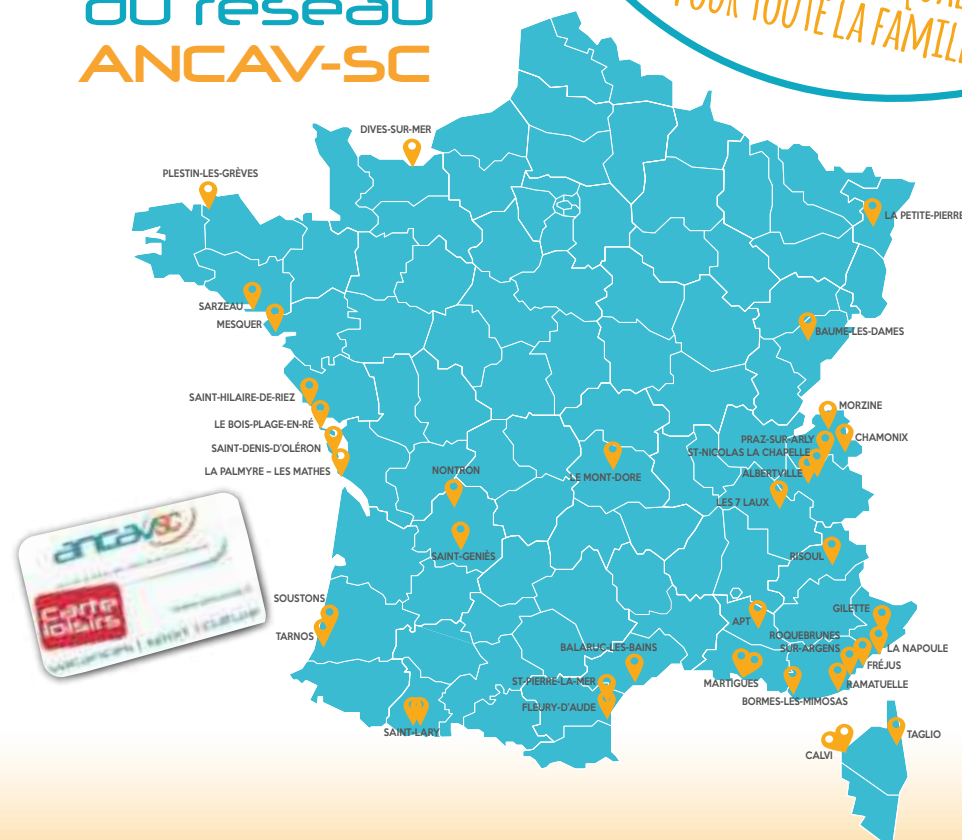 du réseau
ANCAV-SC
POUR TOUTE LA
DIVES-SUR-MER
PLESTIN-LES-GRÈVES
LA PETITE-PIERRE
SARZEAU
MESQUER
BAUME-LES-DAMES
SAINT-HILAIRE-DE-RIEZ
MORZINE
LE BOIS-PLAGE-EN-RÉ
PRAZ-SUR-ARLY
CHAMONIX
SAINT-DENIS-D'OLÉRON
ST-NICOLAS LA CHAPELLE
LA PALMYRE – LES MATHES
NONTRON
LE MONT-DORE
ALBERTVILLE
LES 7 LAUX
ancavsc
Carte
loisirs
vacances |
SAINT-GENIÈS
RISOUL
SOUSTONS
TARNOS
APT
GILETTE
ROQUEBRUNES
SUR-ARGENS
LA NAPOULE
BALARUC-LES-BAINS
FRÉJUS
ST-PIERRE-LA-MER
MARTIGUES
RAMATUELLE
FLEURY-D'AUDE
BORMES-LES-MIMOSAS
SAINT-LARY
TAGLIO
CALVI